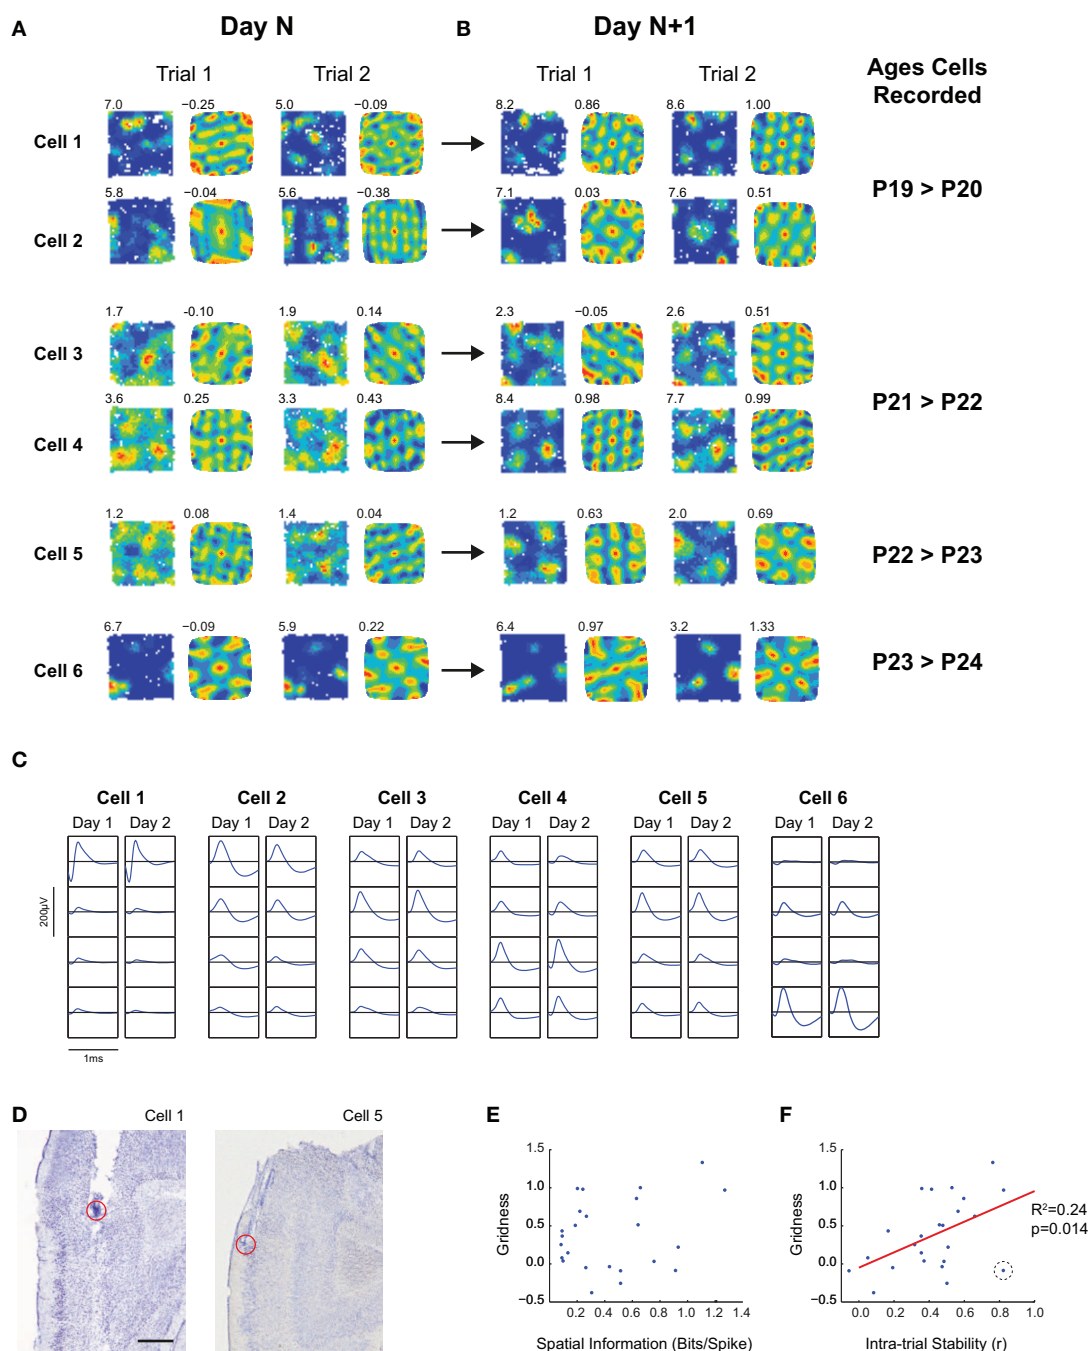 A Day N B Day N+1
Trial 1 Trial 2 Trial 1 Trial 2 Ages Cells
Recorded
7.0 −0.25 5.0 −0.09 8.2 0.86 8.6 1.00
Cell 1
P19 > P20
5.8 −0.04 5.6 −0.38 7.1 0.03 7.6 0.51
Cell 2
1.7 -0.10 1.9 0.14 2.3 −0.05 2.6 0.51
Cell 3
P21 > P22
3.6 0.25 3.3 0.43 8.4 0.98 7.7 0.99
Cell 4
1.2 0.08 1.4 0.04 1.2 0.63 2.0 0.69
Cell 5 P22 > P23
6.7 −0.09 5.9 0.22 6.4 0.97 3.2 1.33
Cell 6 P23 > P24
C
Cell 1 Cell 2 Cell 3 Cell 4 Cell 5 Cell 6
Day 1 Day 2 Day 1 Day 2 Day 1 Day 2 Day 1 Day 2 Day 1 Day 2 Day 1 Day 2
200μV
1ms
D Cell 1 Cell 5
E
1.5
1.0
0.5
0.0
−0.5
Gridness
0.2 0.4 0.6 0.8 1.0 1.2 1.4
Spatial Information (Bits/Spike)
F
1.5
1.0
0.5
0.0
−0.5
Gridness
R²=0.24
p=0.014
0.0 0.2 0.4 0.6 0.8 1.0
Intra-trial Stability (r)